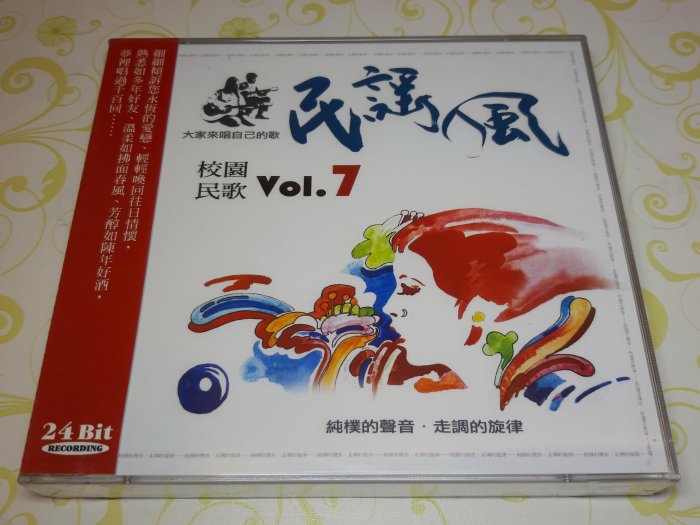 細細傾訴您永恆的愛戀、輕輕喚回往日情懷，
熟悉如多年好友、溫柔如拂面春風、芳醇如陳年好酒，
夢裡唱過千百回……
24 Bit
RECORDING
大家來唱自己的歌
民謠風
校園
民歌
Vol.7
純樸的聲音·走調的旋律